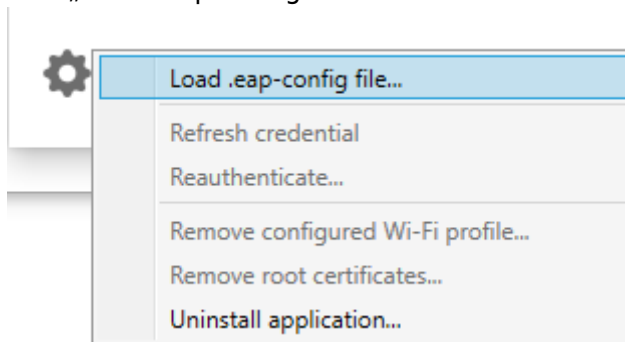 Load .eap-config file...
Refresh credential
Reauthenticate...
Remove configured Wi-Fi profile...
Remove root certificates...
Uninstall application...